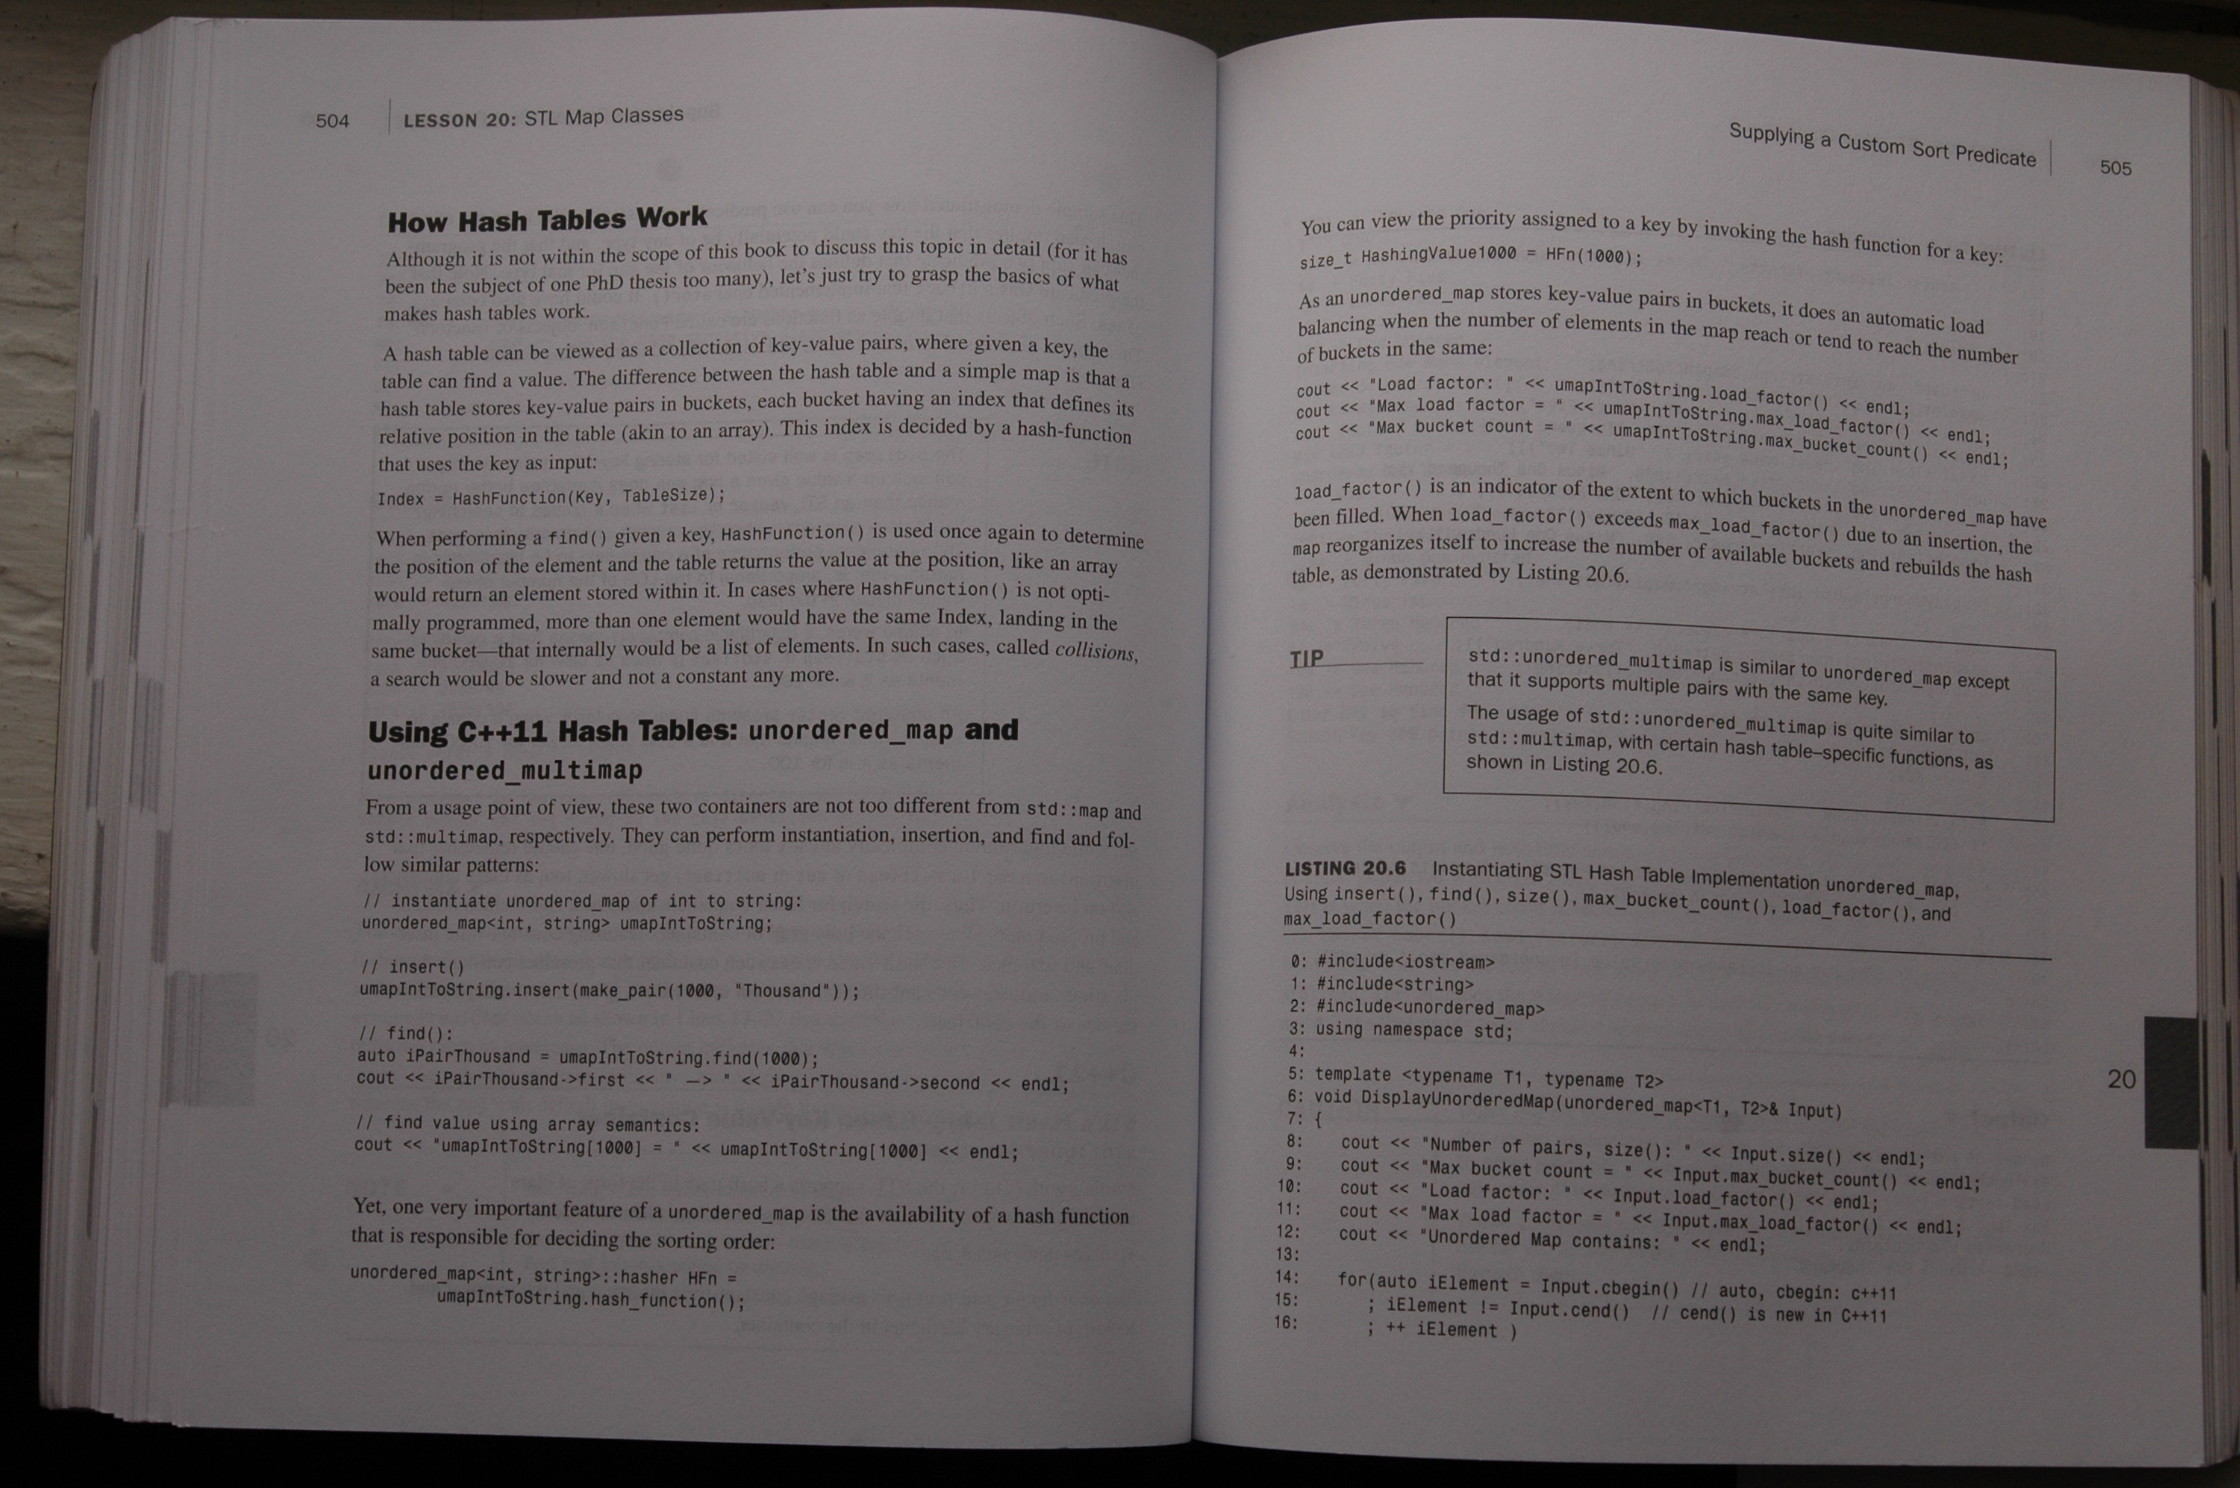 504 LESSON 20: STL Map Classes
How Hash Tables Work
Although it is not within the scope of this book to discuss this topic in detail (for it has
been the subject of one PhD thesis too many), let's just try to grasp the basics of what
makes hash tables work.
A hash table can be viewed as a collection of key-value pairs, where given a key, the
table can find a value. The difference between the hash table and a simple map is that a
hash table stores key-value pairs in buckets, each bucket having an index that defines its
relative position in the table (akin to an array). This index is decided by a hash-function
that uses the key as input:
Index = HashFunction(Key, TableSize);
When performing a find() given a key, HashFunction() is used once again to determine
the position of the element and the table returns the value at the position, like an array
would return an element stored within it. In cases where HashFunction() is not opti-
mally programmed, more than one element would have the same Index, landing in the
same bucket—that internally would be a list of elements. In such cases, called collisions,
a search would be slower and not a constant any more.
Using C++11 Hash Tables: unordered_map and
unordered_multimap
From a usage point of view, these two containers are not too different from std::map and
std::multimap, respectively. They can perform instantiation, insertion, and find and fol-
low similar patterns:
// instantiate unordered_map of int to string:
unordered_map<int, string> umapIntToString;
// insert()
umapIntToString.insert(make_pair(1000, "Thousand"));
// find():
auto iPairThousand = umapIntToString.find(1000);
cout << iPairThousand->first << " —> " << iPairThousand->second << endl;
// find value using array semantics:
cout << "umapIntToString[1000] = " << umapIntToString[1000] << endl;
Yet, one very important feature of a unordered_map is the availability of a hash function
that is responsible for deciding the sorting order:
unordered_map<int, string>::hasher HFn =
umapIntToString.hash_function();
Supplying a Custom Sort Predicate 505
You can view the priority assigned to a key by invoking the hash function for a key:
size_t HashingValue1000 = HFn(1000);
As an unordered_map stores key-value pairs in buckets, it does an automatic load
balancing when the number of elements in the map reach or tend to reach the number
of buckets in the same:
cout << "Load factor: " << umapIntToString.load_factor() << endl;
cout << "Max load factor = " << umapIntToString.max_load_factor() << endl;
cout << "Max bucket count = " << umapIntToString.max_bucket_count() << endl;
load_factor() is an indicator of the extent to which buckets in the unordered_map have
been filled. When load_factor() exceeds max_load_factor() due to an insertion, the
map reorganizes itself to increase the number of available buckets and rebuilds the hash
table, as demonstrated by Listing 20.6.
TIP
std::unordered_multimap is similar to unordered_map except
that it supports multiple pairs with the same key.
The usage of std::unordered_multimap is quite similar to
std::multimap, with certain hash table–specific functions, as
shown in Listing 20.6.
LISTING 20.6 Instantiating STL Hash Table Implementation unordered_map,
Using insert(), find(), size(), max_bucket_count(), load_factor(), and
max_load_factor()
0: #include<iostream>
1: #include<string>
2: #include<unordered_map>
3: using namespace std;
4:
5: template <typename T1, typename T2>
6: void DisplayUnorderedMap(unordered_map<T1, T2>& Input)
7: {
8: cout << "Number of pairs, size(): " << Input.size() << endl;
9: cout << "Max bucket count = " << Input.max_bucket_count() << endl;
10: cout << "Load factor: " << Input.load_factor() << endl;
11: cout << "Max load factor = " << Input.max_load_factor() << endl;
12: cout << "Unordered Map contains: " << endl;
13:
14: for(auto iElement = Input.cbegin() // auto, cbegin: c++11
15: ; iElement != Input.cend() // cend() is new in C++11
16: ; ++ iElement )
20